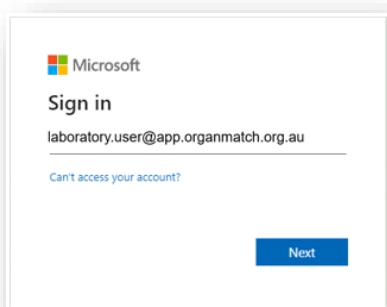 Microsoft
Sign in
laboratory.user@app.organmatch.org.au
Can't access your account?
Next